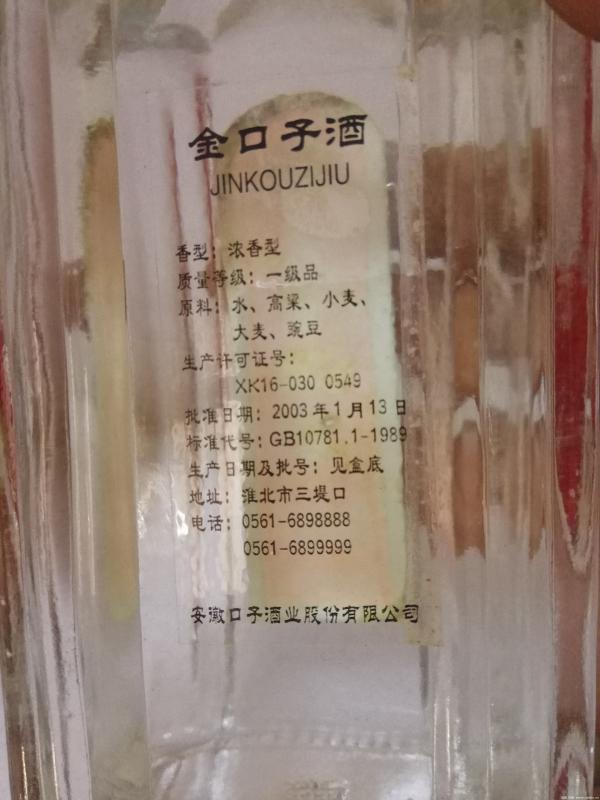 金口子酒
JINKOUZIJIU
香型：浓香型
质量等级：一级品
原料：水、高粱、小麦、
大麦、豌豆
生产许可证号：
XK16-030 0549
批准日期：2003年1月13日
标准代号：GB10781.1-1989
生产日期及批号：见盒底
地址：淮北市三堤口
电话：0561-6898888
0561-6899999
安徽口子酒业股份有限公司